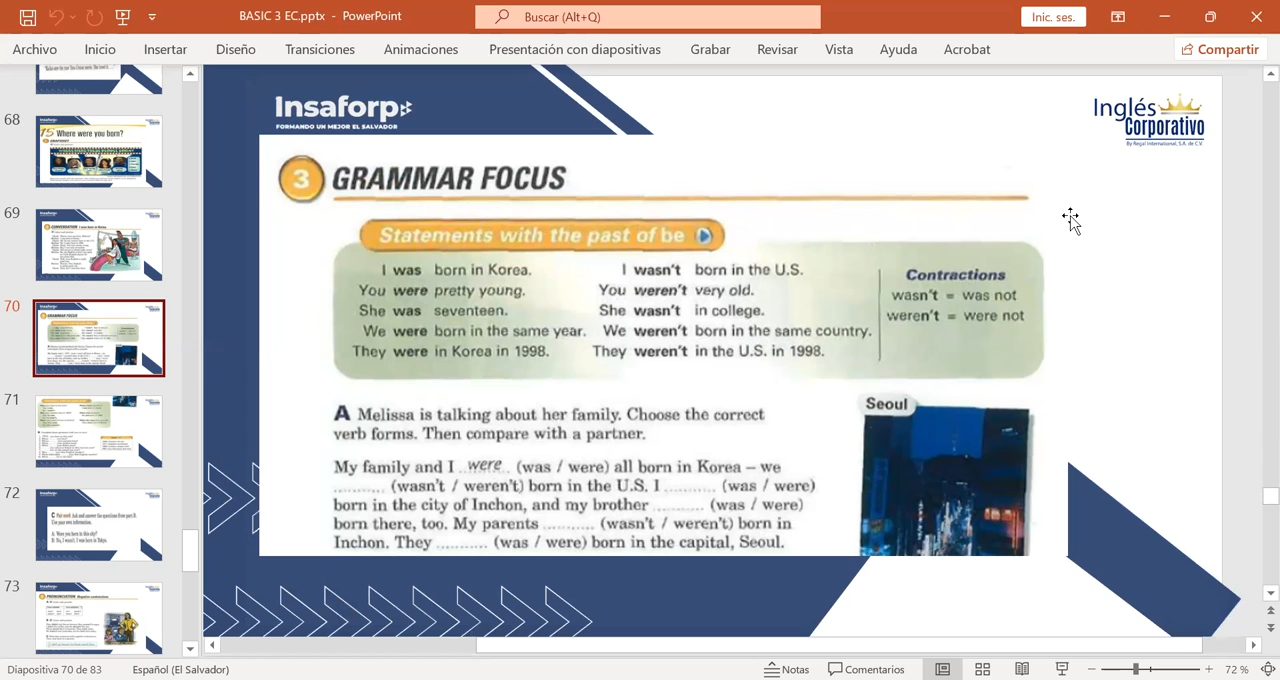 BASIC 3 EC.pptx - PowerPoint
Buscar (Alt+Q)
Inic. ses.
Archivo Inicio Insertar Diseño Transiciones Animaciones Presentación con diapositivas Grabar Revisar Vista Ayuda Acrobat
Compartir
68
15 Where were you born?
69
70
GRAMMAR FOCUS
71
72
73
Insaforp
FORMANDO UN MEJOR EL SALVADOR
Inglés
Corporativo
By Regal International, S.A. de C.V
3 GRAMMAR FOCUS
Statements with the past of be
I was born in Korea. I wasn't born in the U.S.
You were pretty young. You weren't very old.
She was seventeen. She wasn't in college.
We were born in the same year. We weren't born in the same country.
They were in Korea in 1998. They weren't in the U.S. in 1998.
Contractions
wasn't = was not
weren't = were not
A Melissa is talking about her family. Choose the correct
verb forms. Then compare with a partner.
My family and I ..were.. (was / were) all born in Korea – we
.......... (wasn't / weren't) born in the U.S. I .......... (was / were)
born in the city of Inchon, and my brother .......... (was / were)
born there, too. My parents .......... (wasn't / weren't) born in
Inchon. They .......... (was / were) born in the capital, Seoul.
Seoul
Diapositiva 70 de 83
Español (El Salvador)
Notas
Comentarios
72 %